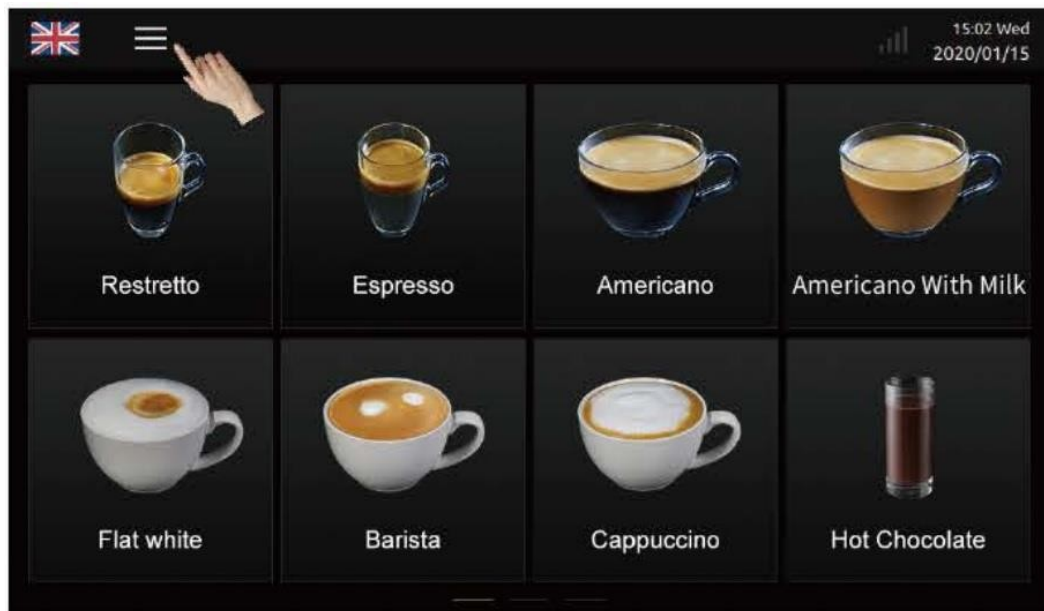 15:02 Wed
2020/01/15
Restretto
Espresso
Americano
Americano With Milk
Flat white
Barista
Cappuccino
Hot Chocolate